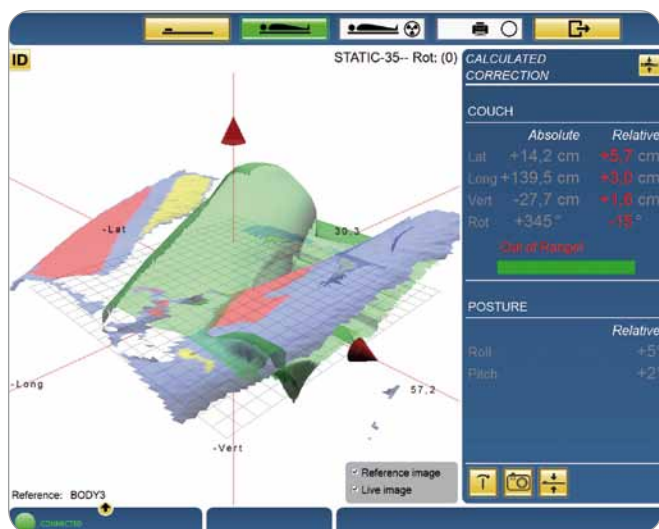 ID
STATIC-35-- Rot: (0)
-Lat
30,3
-Long
57,2
-Vert
Reference image
Live image
Reference: BODY3
CONNECTED
CALCULATED
CORRECTION
COUCH
Absolute Relative
Lat +14,2 cm +5,7 cm
Long +139,5 cm +3,0 cm
Vert -27,7 cm +1,6 cm
Rot +345 ° -15 °
Out of Range!
POSTURE
Relative
Roll +5°
Pitch +2°